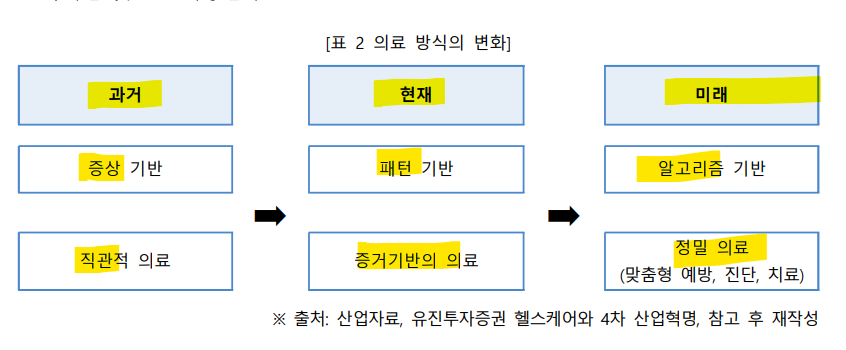 [표 2 의료 방식의 변화]
과거 현재 미래
증상 기반 패턴 기반 알고리즘 기반
직관적 의료 증거기반의 의료 정밀 의료
(맞춤형 예방, 진단, 치료)
※ 출처: 산업자료, 유진투자증권 헬스케어와 4차 산업혁명, 참고 후 재작성